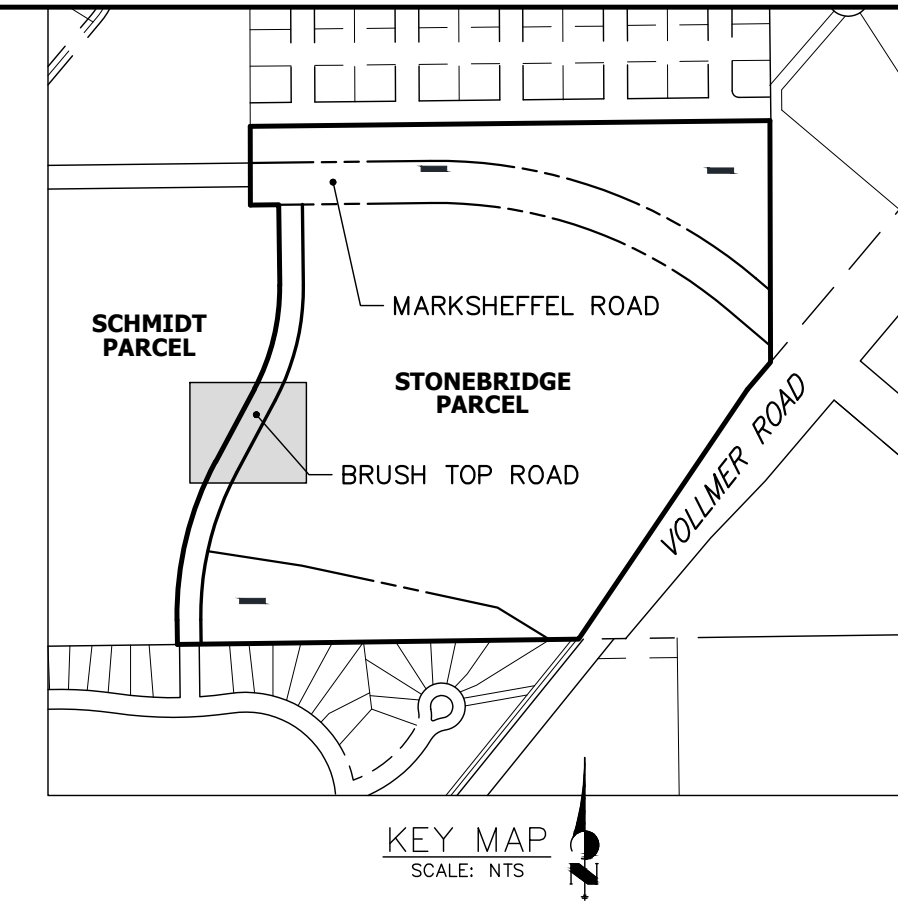 MARKSHEFFEL ROAD
SCHMIDT
PARCEL
STONEBRIDGE
PARCEL
BRUSH TOP ROAD
VOLLMER ROAD
KEY MAP
SCALE: NTS
N